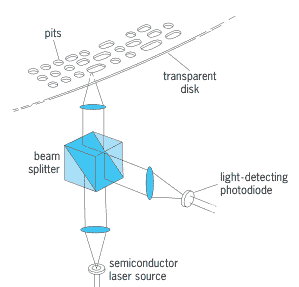 pits
transparent
disk
beam
splitter
light-detecting
photodiode
semiconductor
laser source